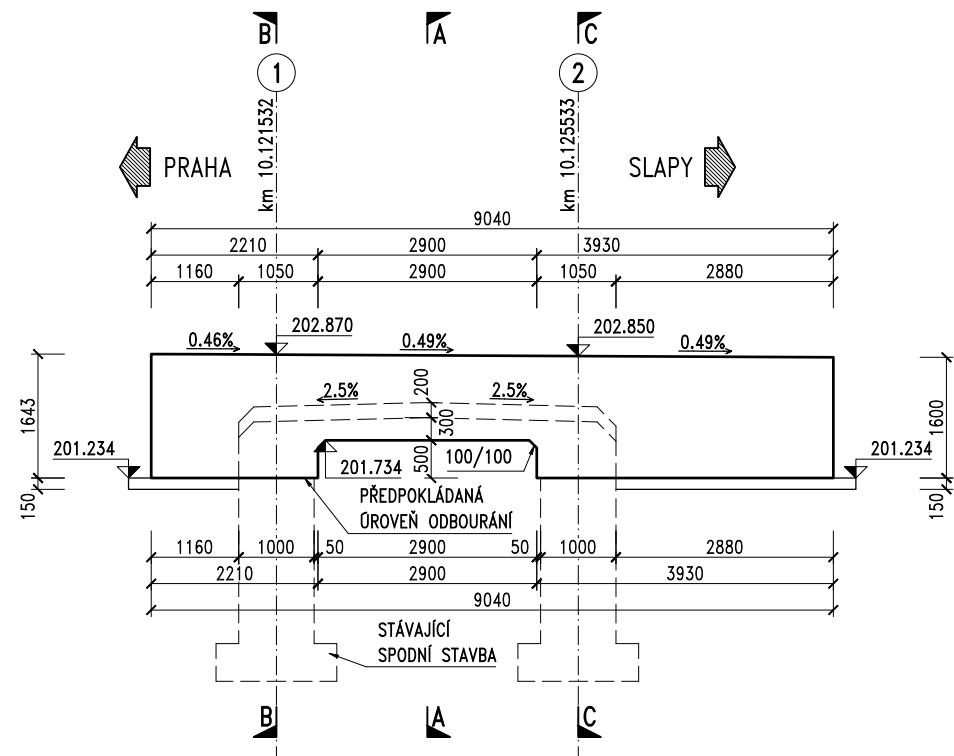 B A C
1 2
km 10.121532
km 10.125533
PRAHA SLAPY
9040
2210 2900 3930
1160 1050 2900 1050 2880
202.870 202.850
0.46% 0.49% 0.49%
2.5% 200 2.5%
300
1643 1600
201.234 201.234
201.734 500 100/100
150 150
PŘEDPOKLÁDANÁ
ÚROVEŇ ODBOURÁNÍ
1160 1000 50 2900 50 1000 2880
2210 2900 3930
9040
STÁVAJÍCÍ
SPODNÍ STAVBA
B A C